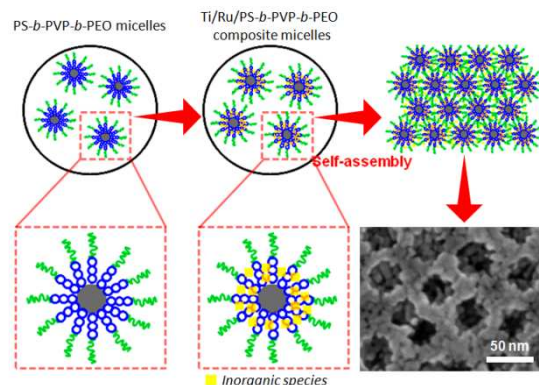 PS-b-PVP-b-PEO micelles
Ti/Ru/PS-b-PVP-b-PEO
composite micelles
Self-assembly
50 nm
Inorganic species